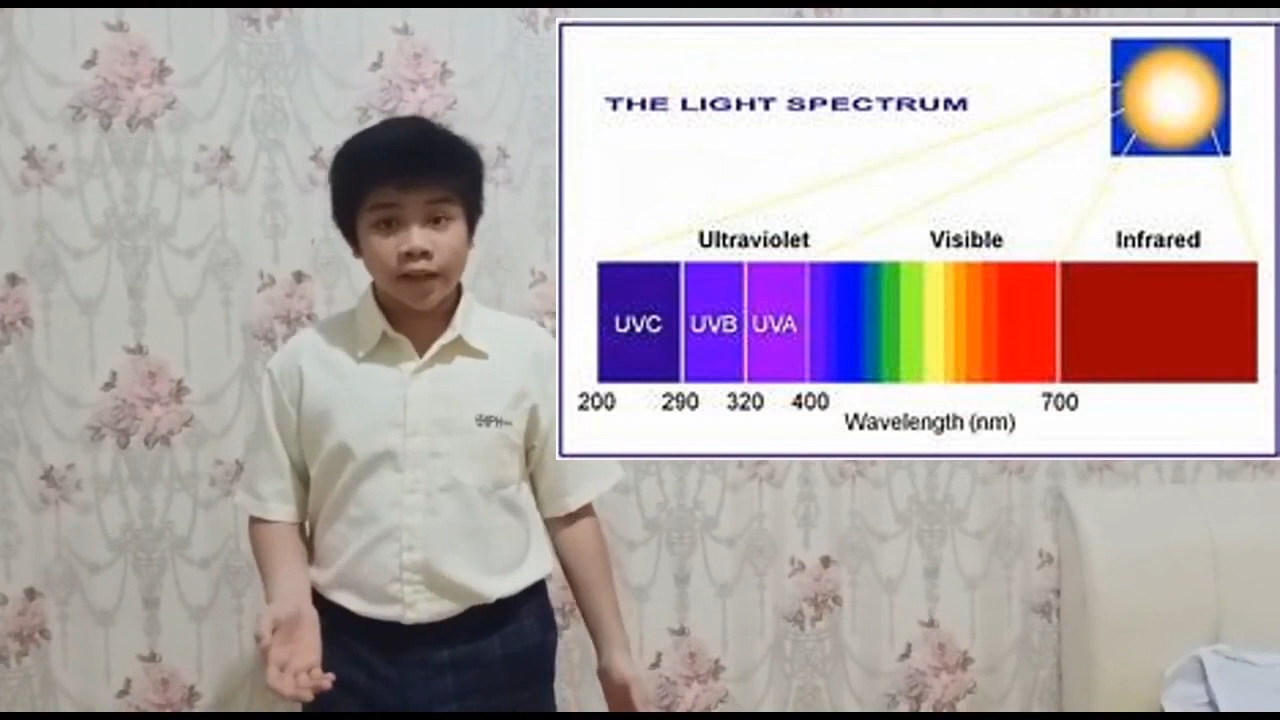 THE LIGHT SPECTRUM
Ultraviolet Visible Infrared
UVC UVB UVA
200 290 320 400 700
Wavelength (nm)